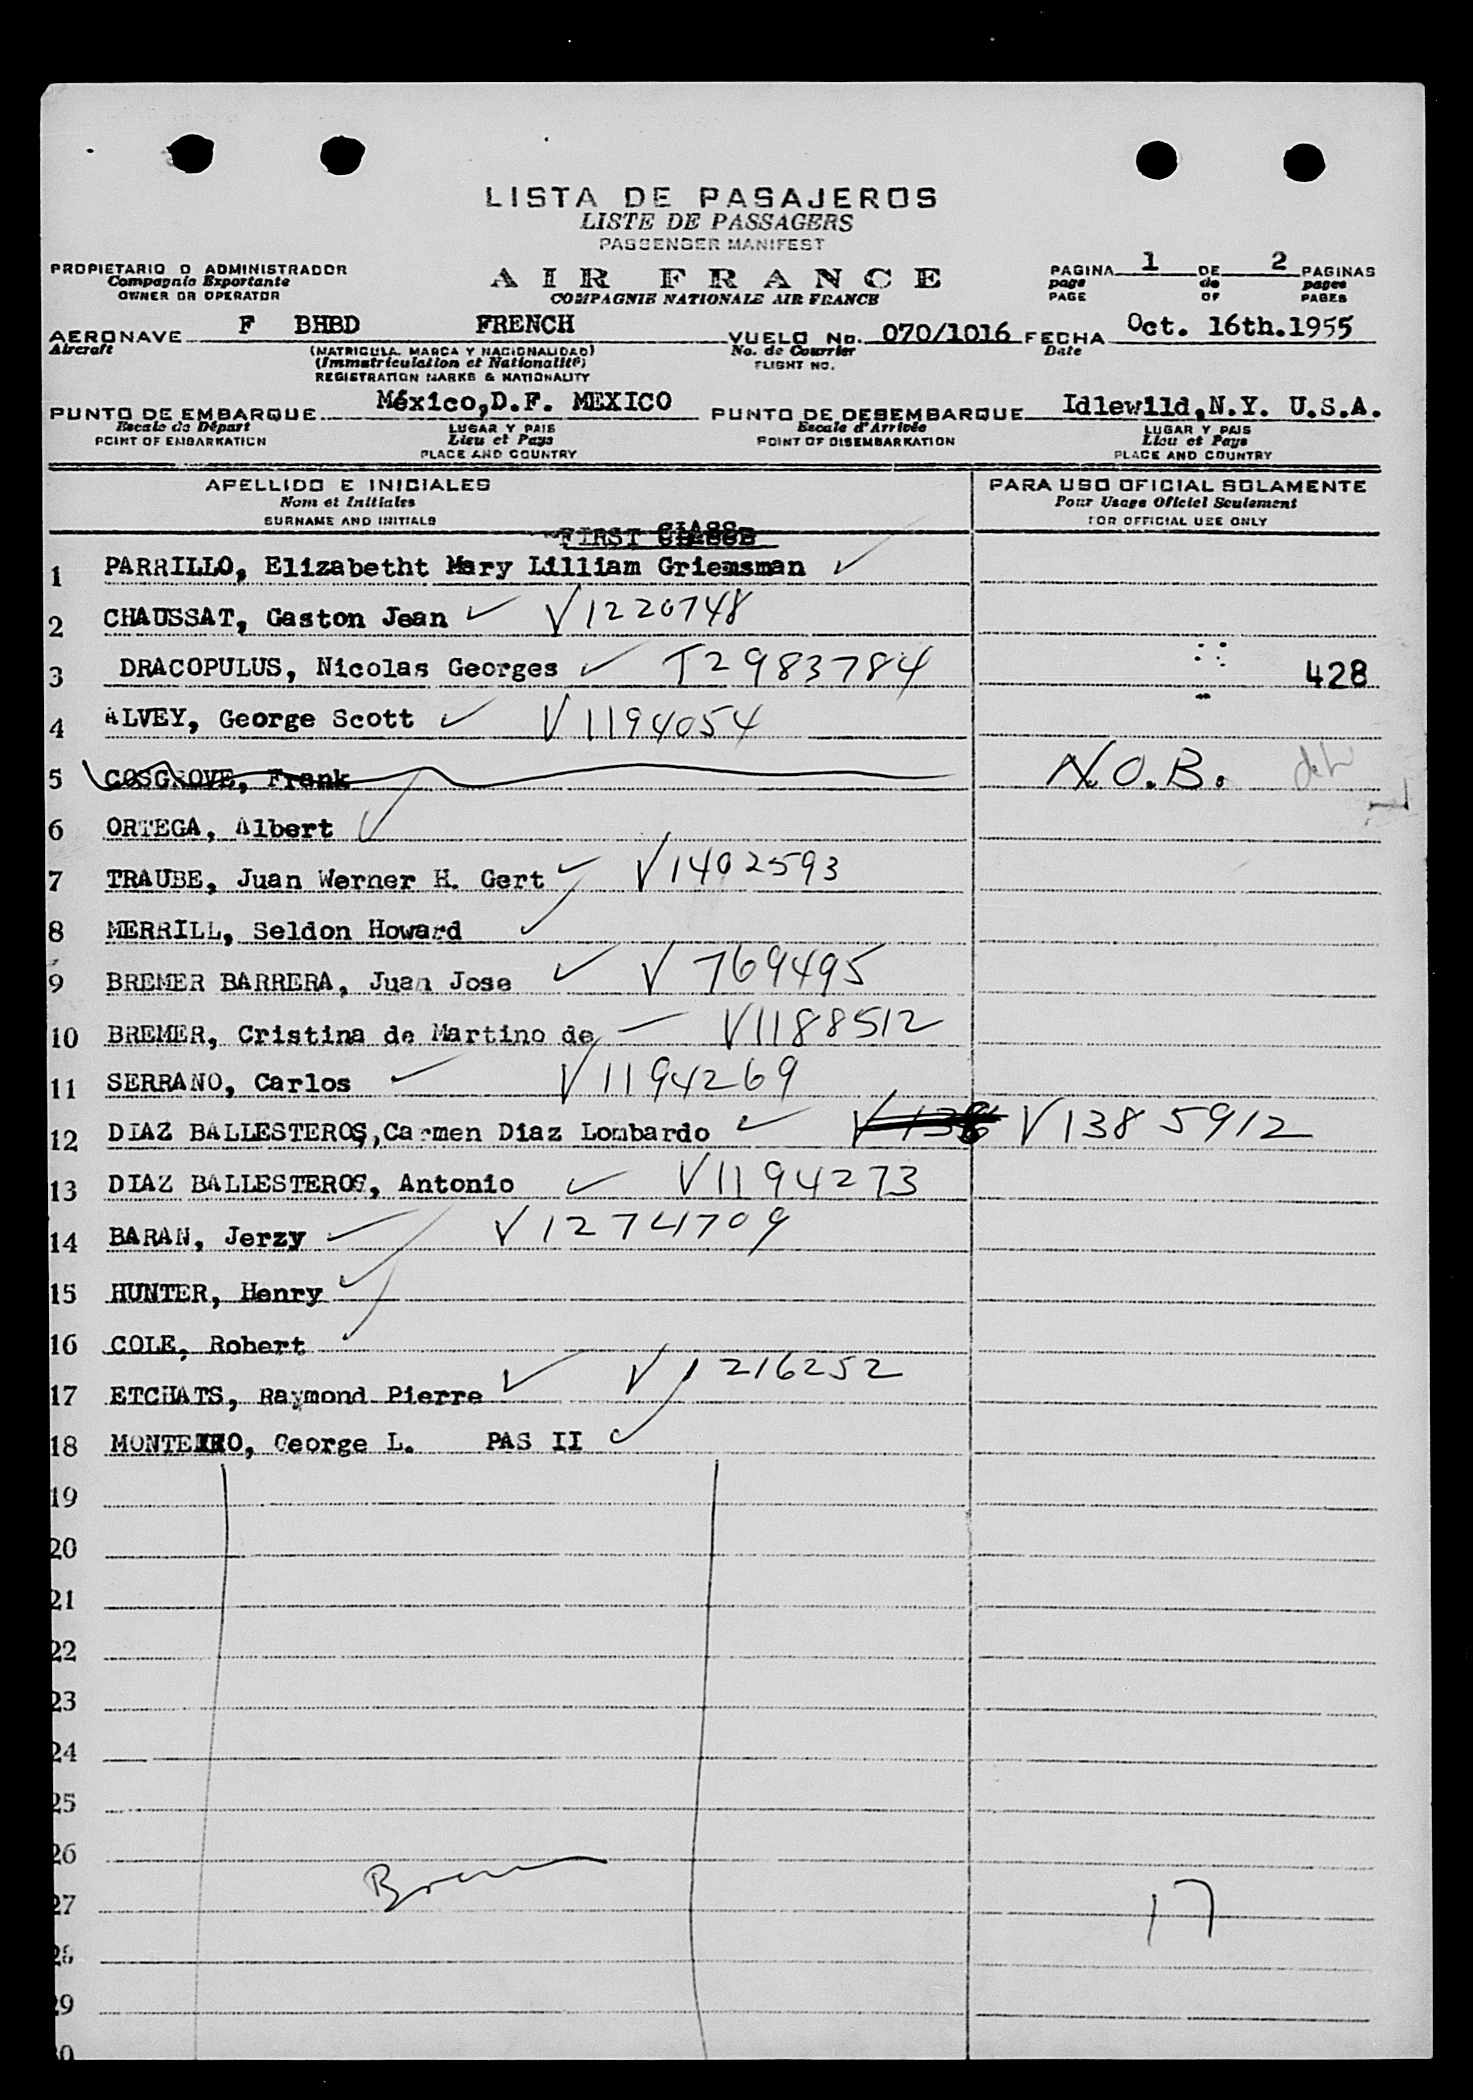 LISTA DE PASAJEROS
LISTE DE PASSAGERS
PASSENGER MANIFEST
PROPIETARIO O ADMINISTRADOR
Compagnie Exportante
OWNER OR OPERATOR
AIR FRANCE
COMPAGNIE NATIONALE AIR FRANCE
PAGINA 1 DE 2 PAGINAS
page de pages
PAGE OF PAGES
AERONAVE F BHBD FRENCH VUELO No. 070/1016 FECHA Oct. 16th.1955
Aircraft (MATRICULA, MARCA Y NACIONALIDAD) No. de Courrier Date
(Immatriculation et Nationalité) FLIGHT NO.
REGISTRATION MARKS & NATIONALITY
PUNTO DE EMBARQUE México,D.F. MEXICO PUNTO DE DESEMBARQUE Idlewild,N.Y. U.S.A.
Escale de Départ LUGAR Y PAIS Escale d'Arrivée LUGAR Y PAIS
POINT OF EMBARKATION Lieu et Pays POINT OF DISEMBARKATION Lieu et Pays
PLACE AND COUNTRY PLACE AND COUNTRY
APELLIDO E INICIALES PARA USO OFICIAL SOLAMENTE
Nom et Initiales Pour Usage Oficiel Seulement
SURNAME AND INITIALS FOR OFFICIAL USE ONLY
FIRST CLASS
1 PARRILLO, Elizabetht Mary Lilliam Griemsman ✓
2 CHAUSSAT, Gaston Jean ✓ V1220748
3 DRACOPULUS, Nicolas Georges ✓ T2983784 428
4 ALVEY, George Scott ✓ V1194054
5 COSGROVE, Frank N.O.B.
6 ORTEGA, Albert ✓
7 TRAUBE, Juan Werner H. Gert ✓ V1402593
8 MERRILL, Seldon Howard ✓
9 BREMER BARRERA, Juan Jose ✓ V769495
10 BREMER, Cristina de Martino de ✓ V1188512
11 SERRANO, Carlos ✓ V1194269
12 DIAZ BALLESTEROS,Carmen Diaz Lombardo ✓ V138 V1385912
13 DIAZ BALLESTEROS, Antonio ✓ V1194273
14 BARAN, Jerzy ✓ V1274709
15 HUNTER, Henry ✓
16 COLE, Robert ✓
17 ETCHATS, Raymond Pierre ✓ V1216252
18 MONTERO, George L. PAS II ✓
19
20
21
22
23
24
25
26
27 17
28
29